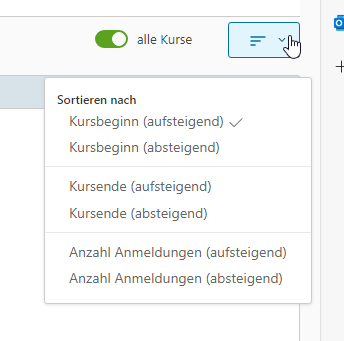 alle Kurse
Sortieren nach
Kursbeginn (aufsteigend)
Kursbeginn (absteigend)
Kursende (aufsteigend)
Kursende (absteigend)
Anzahl Anmeldungen (aufsteigend)
Anzahl Anmeldungen (absteigend)